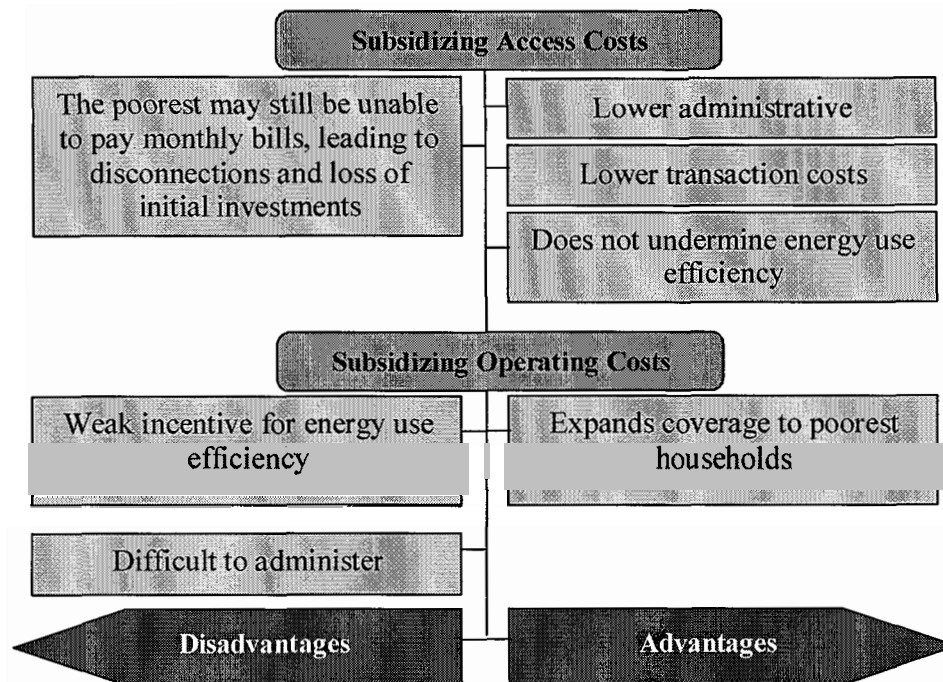 Subsidizing Access Costs
The poorest may still be unable
to pay monthly bills, leading to
disconnections and loss of
initial investments
Lower administrative
Lower transaction costs
Does not undermine energy use
efficiency
Subsidizing Operating Costs
Weak incentive for energy use
efficiency
Expands coverage to poorest
households
Difficult to administer
Disadvantages
Advantages